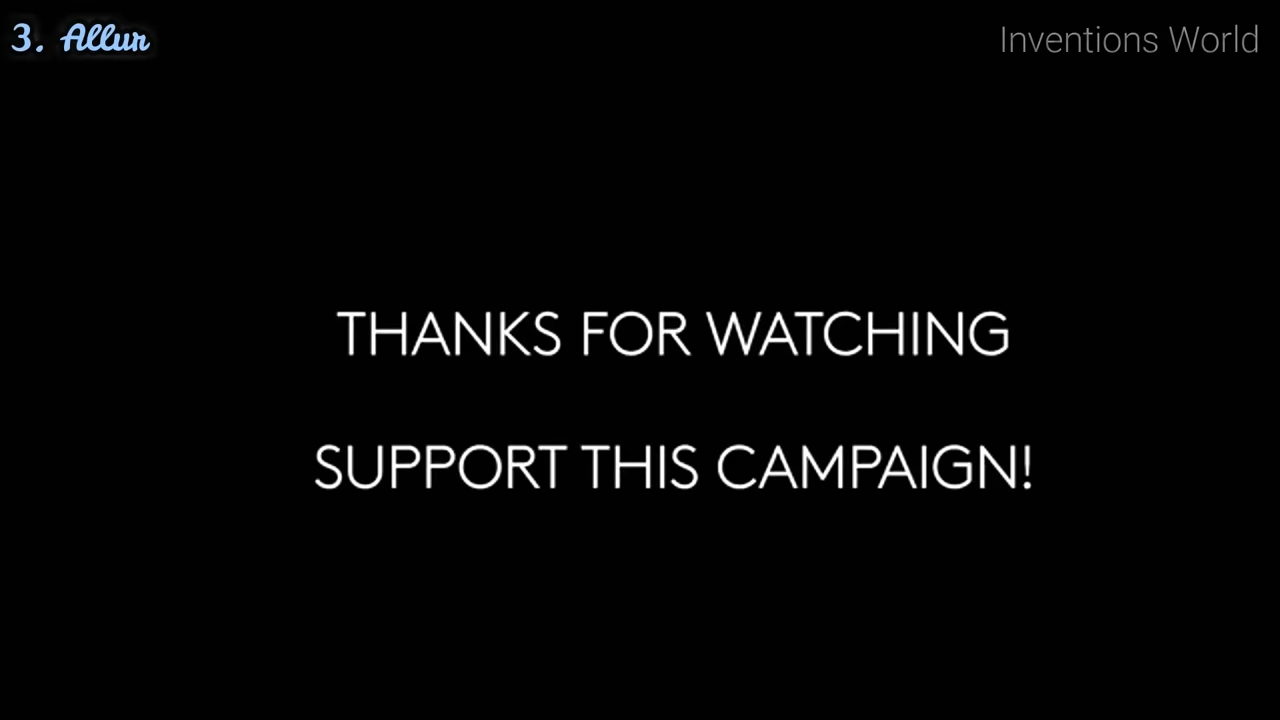 3. Allur
Inventions World
THANKS FOR WATCHING
SUPPORT THIS CAMPAIGN!